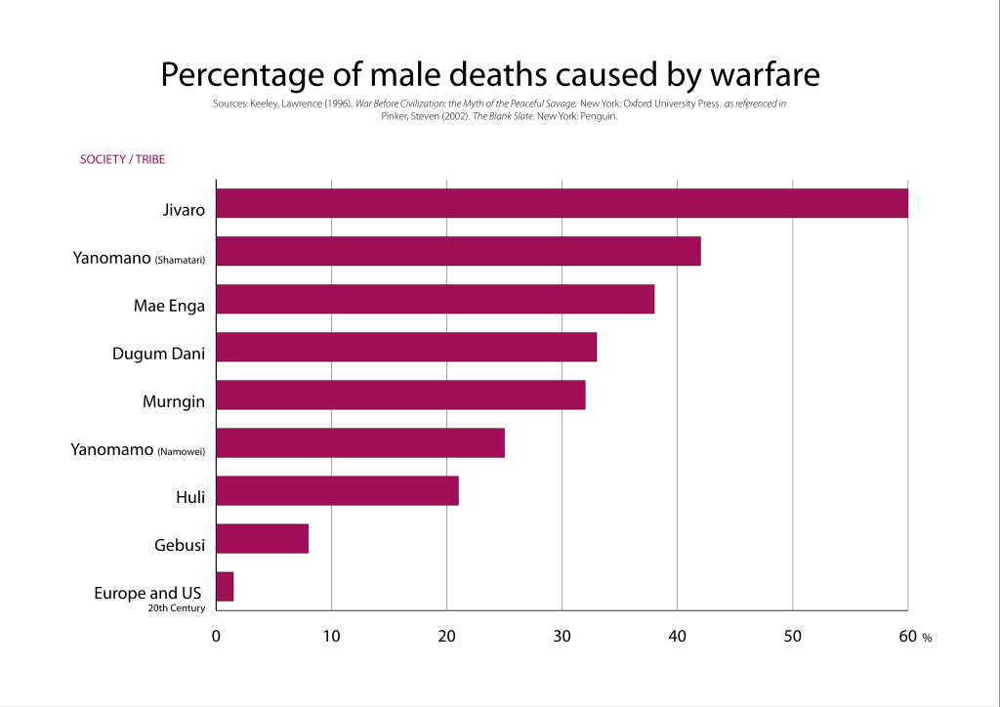 Percentage of male deaths caused by warfare
Sources: Keeley, Lawrence (1996). War Before Civilization: the Myth of the Peaceful Savage. New York: Oxford University Press. as referenced in
Pinker, Steven (2002). The Blank Slate. New York: Penguin.
SOCIETY / TRIBE
Jivaro
Yanomano (Shamatari)
Mae Enga
Dugum Dani
Murngin
Yanomamo (Namowei)
Huli
Gebusi
Europe and US
20th Century
0 10 20 30 40 50 60 %